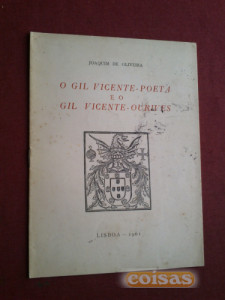 JOAQUIM DE OLIVEIRA
O GIL VICENTE-POETA
E O
GIL VICENTE-OURIVES
LISBOA
coisas